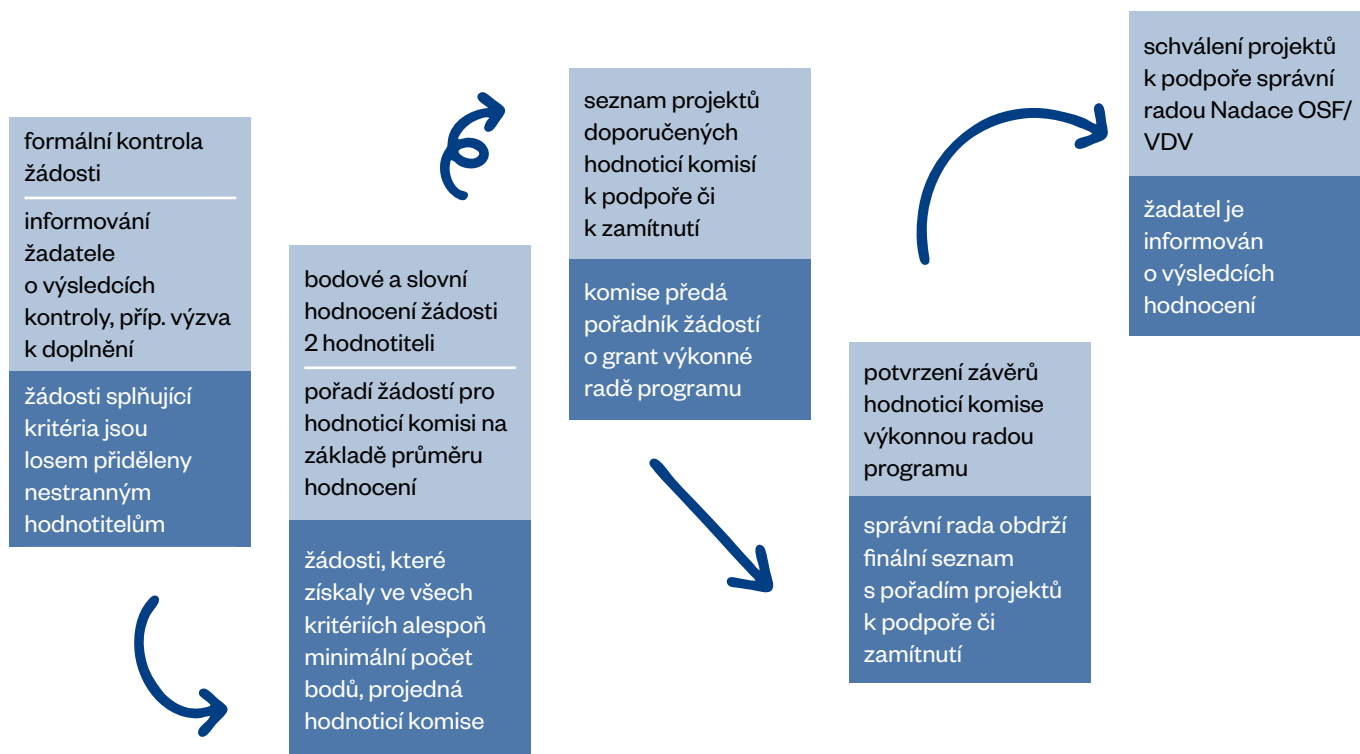 formální kontrola
žádosti
informování
žadatele
o výsledcích
kontroly, příp. výzva
k doplnění
žádosti splňující
kritéria jsou
losem přiděleny
nestranným
hodnotitelům
bodové a slovní
hodnocení žádosti
2 hodnotiteli
pořadí žádostí pro
hodnoticí komisi na
základě průměru
hodnocení
žádosti, které
získaly ve všech
kritériích alespoň
minimální počet
bodů, projedná
hodnoticí komise
seznam projektů
doporučených
hodnoticí komisí
k podpoře či
k zamítnutí
komise předá
pořadník žádostí
o grant výkonné
radě programu
potvrzení závěrů
hodnoticí komise
výkonnou radou
programu
správní rada obdrží
finální seznam
s pořadím projektů
k podpoře či
zamítnutí
schválení projektů
k podpoře správní
radou Nadace OSF/
VDV
žadatel je
informován
o výsledcích
hodnocení